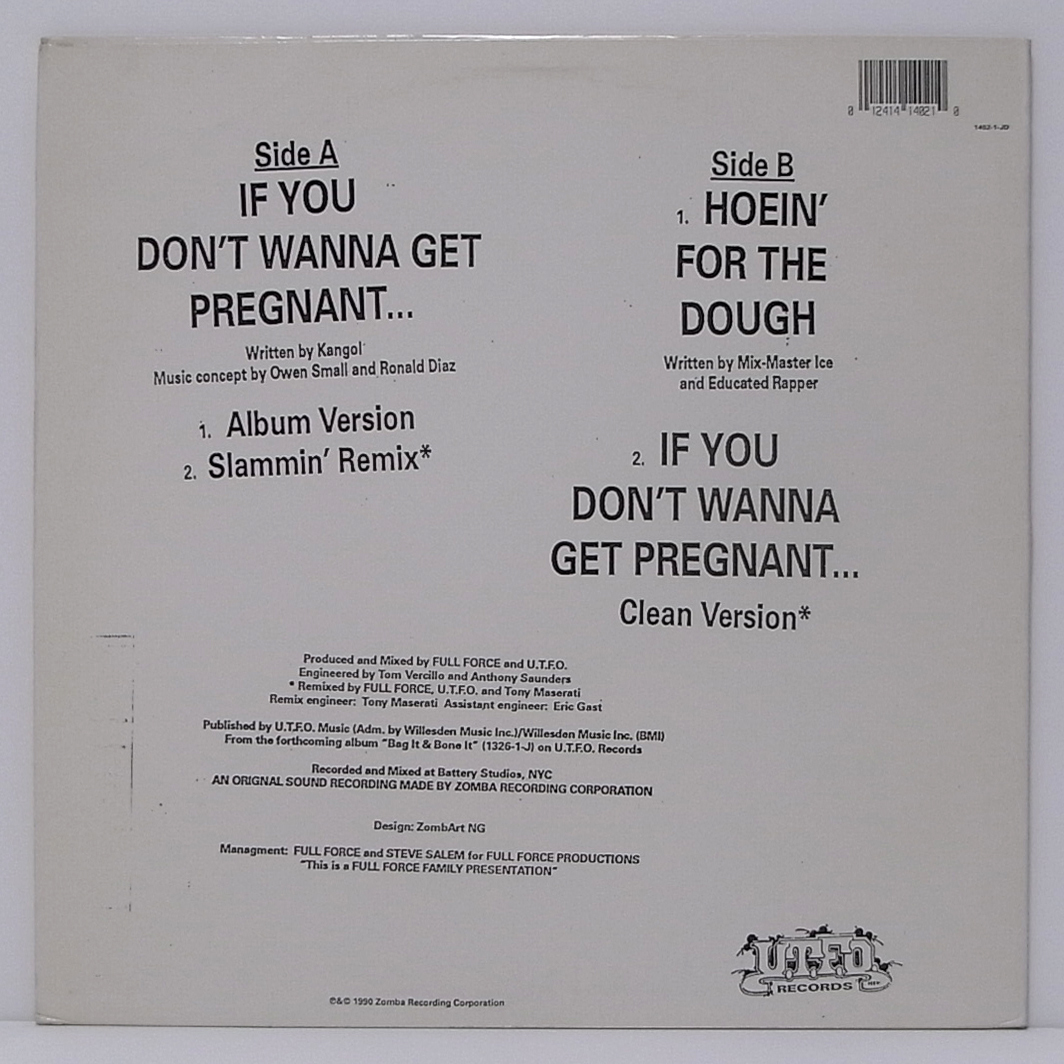 0 12414 14021 0
1402-1-JD
Side A
IF YOU
DON'T WANNA GET
PREGNANT...
Written by Kangol
Music concept by Owen Small and Ronald Diaz
1. Album Version
2. Slammin' Remix*
Side B
1. HOEIN'
FOR THE
DOUGH
Written by Mix-Master Ice
and Educated Rapper
2. IF YOU
DON'T WANNA
GET PREGNANT...
Clean Version*
Produced and Mixed by FULL FORCE and U.T.F.O.
Engineered by Tom Vercillo and Anthony Saunders
* Remixed by FULL FORCE, U.T.F.O. and Tony Maserati
Remix engineer: Tony Maserati Assistant engineer: Eric Gast
Published by U.T.F.O. Music (Adm. by Willesden Music Inc.)/Willesden Music Inc. (BMI)
From the forthcoming album "Bag It & Bone It" (1326-1-J) on U.T.F.O. Records
Recorded and Mixed at Battery Studios, NYC
AN ORIGNAL SOUND RECORDING MADE BY ZOMBA RECORDING CORPORATION
Design: ZombArt NG
Managment: FULL FORCE and STEVE SALEM for FULL FORCE PRODUCTIONS
"This is a FULL FORCE FAMILY PRESENTATION"
U.T.F.O.
RECORDS
℗&© 1990 Zomba Recording Corporation